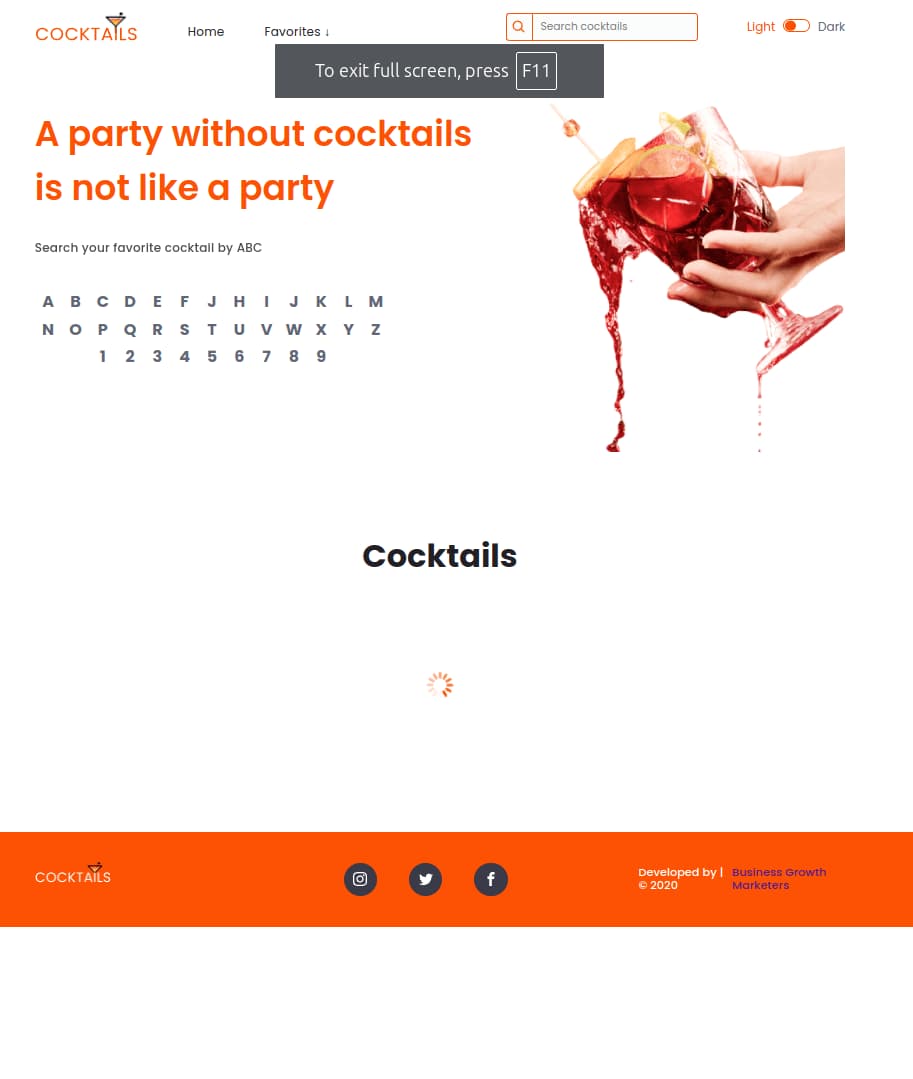 COCKTAILS
Home
Favorites ↓
Search cocktails
Light
Dark
To exit full screen, press F11
A party without cocktails
is not like a party
Search your favorite cocktail by ABC
A B C D E F J H I J K L M
N O P Q R S T U V W X Y Z
1 2 3 4 5 6 7 8 9
Cocktails
COCKTAILS
Developed by |
© 2020
Business Growth
Marketers